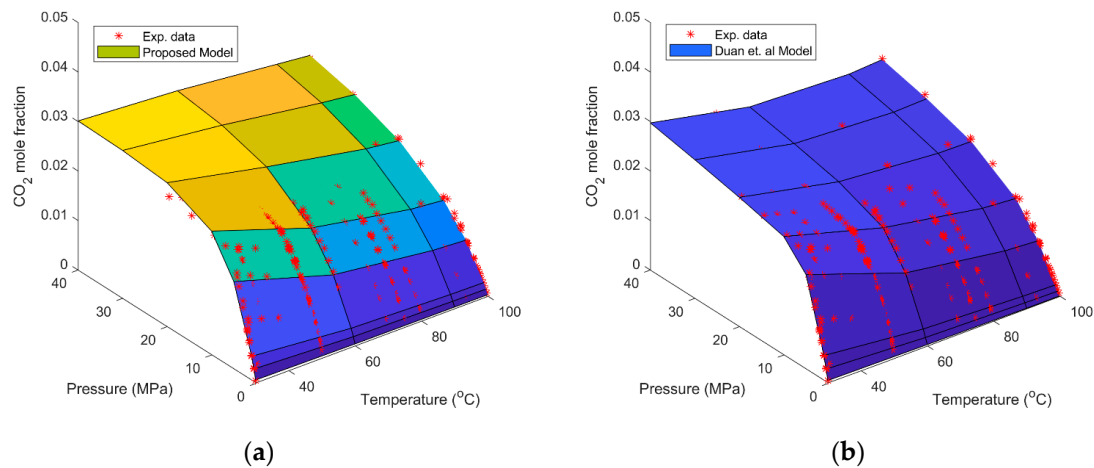 0.05
0.04
0.03
0.02
0.01
0
CO2 mole fraction
Exp. data
Proposed Model
40
30
20
10
0
Pressure (MPa)
40
60
80
100
Temperature (oC)
(a)
0.05
0.04
0.03
0.02
0.01
0
CO2 mole fraction
Exp. data
Duan et. al Model
40
30
20
10
0
Pressure (MPa)
40
60
80
100
Temperature (oC)
(b)